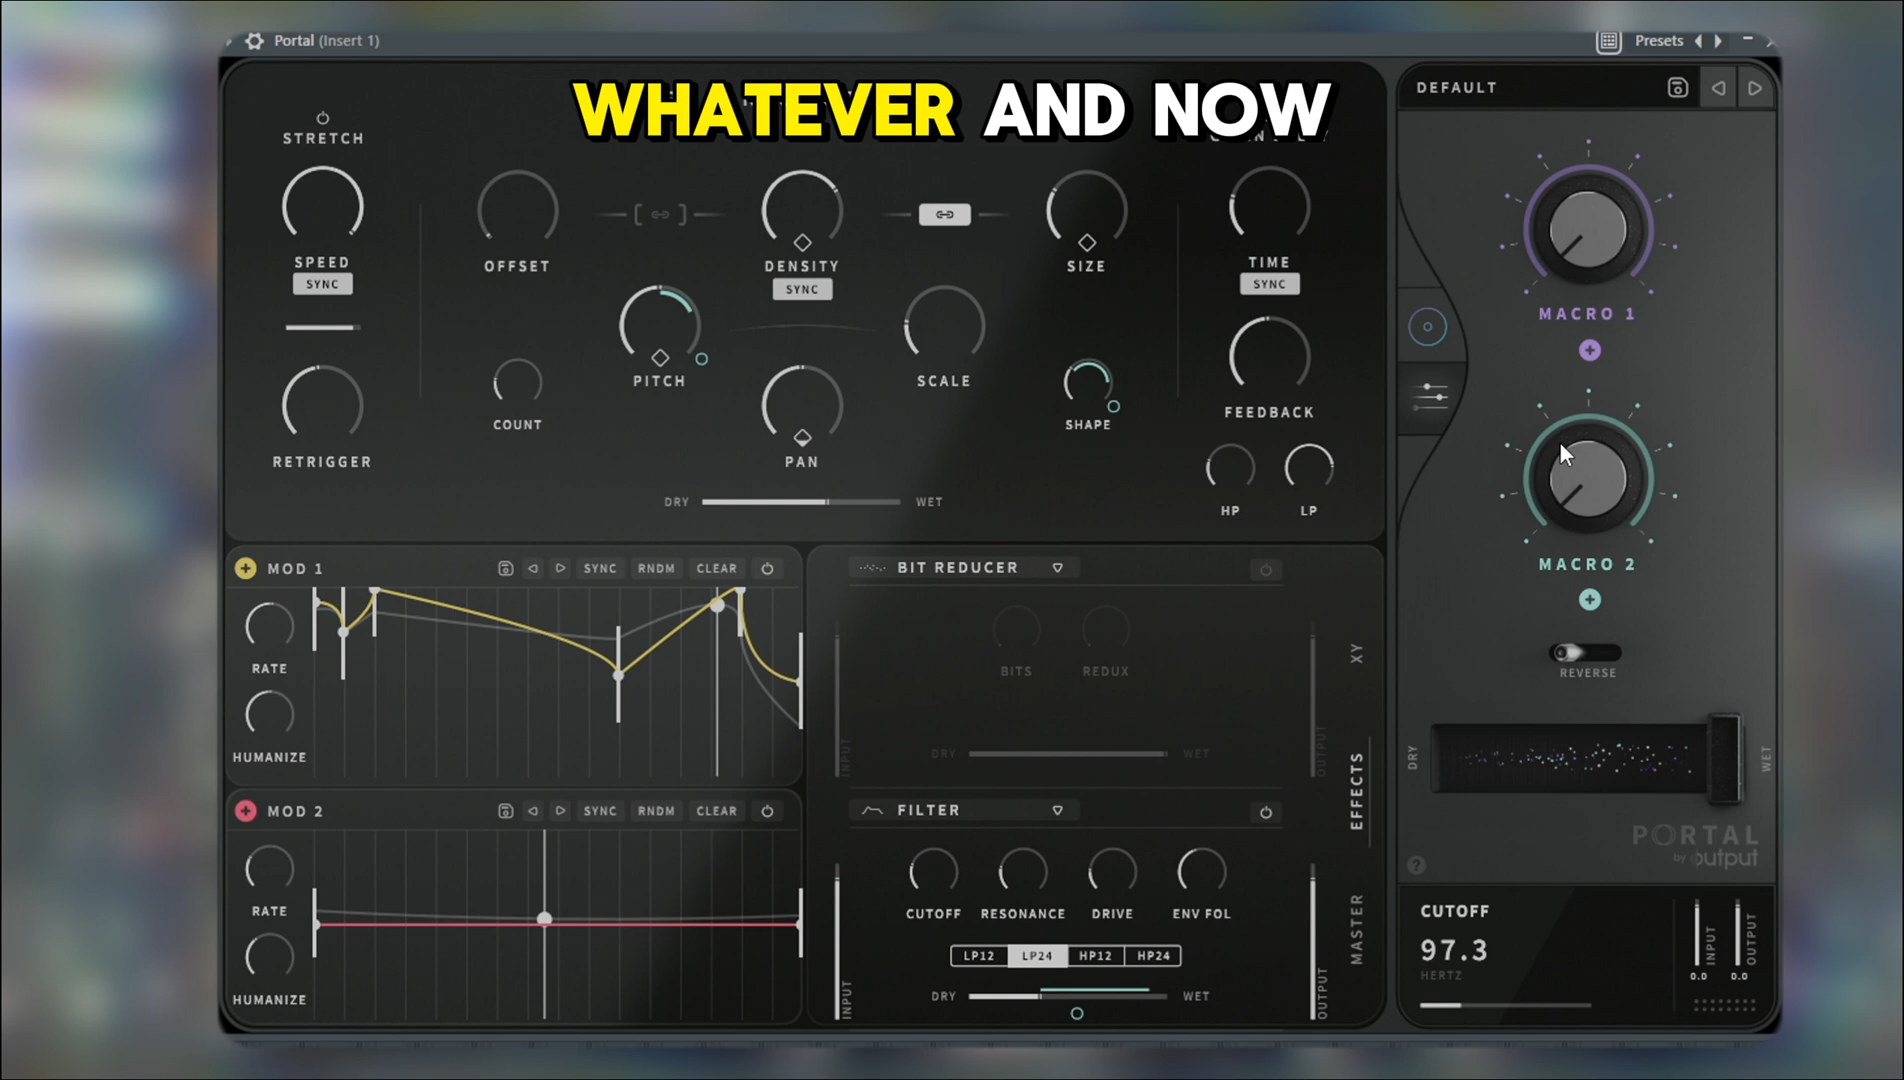 Portal (Insert 1)
Presets
WHATEVER AND NOW
DEFAULT
STRETCH
SPEED
SYNC
RETRIGGER
OFFSET
COUNT
PITCH
DENSITY
SYNC
PAN
SCALE
SIZE
SHAPE
TIME
SYNC
FEEDBACK
HP
LP
DRY
WET
MACRO 1
MACRO 2
REVERSE
DRY
WET
PORTAL
by output
?
MOD 1
SYNC
RNDM
CLEAR
RATE
HUMANIZE
MOD 2
SYNC
RNDM
CLEAR
RATE
HUMANIZE
BIT REDUCER
BITS
REDUX
INPUT
DRY
WET
OUTPUT
FILTER
CUTOFF
RESONANCE
DRIVE
ENV FOL
LP12
LP24
HP12
HP24
INPUT
DRY
WET
OUTPUT
XY
EFFECTS
MASTER
CUTOFF
97.3
HERTZ
INPUT
OUTPUT
0.0
0.0